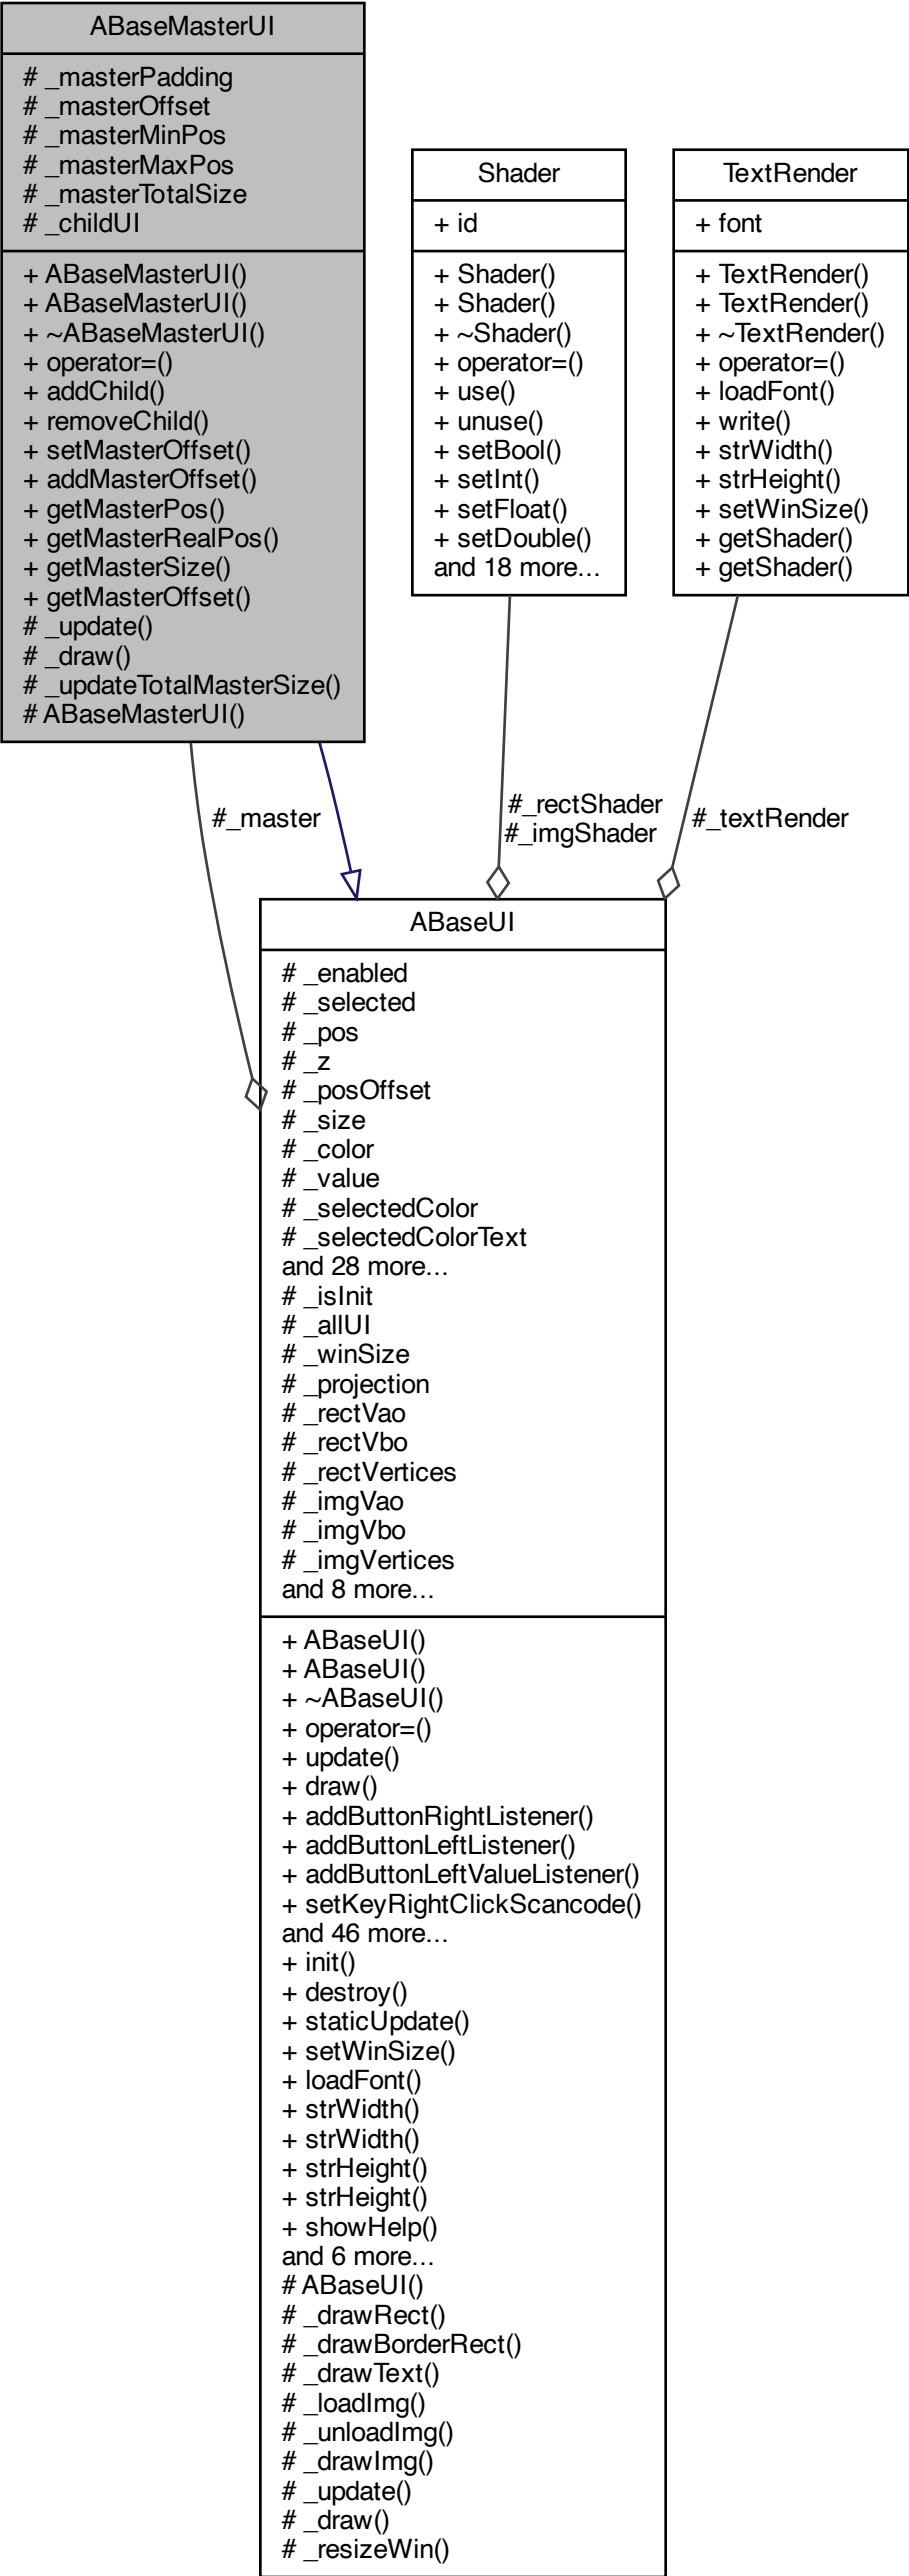 ABaseMasterUI
# _masterPadding
# _masterOffset
# _masterMinPos
# _masterMaxPos
# _masterTotalSize
# _childUI
+ ABaseMasterUI()
+ ABaseMasterUI()
+ ~ABaseMasterUI()
+ operator=()
+ addChild()
+ removeChild()
+ setMasterOffset()
+ addMasterOffset()
+ getMasterPos()
+ getMasterRealPos()
+ getMasterSize()
+ getMasterOffset()
# _update()
# _draw()
# _updateTotalMasterSize()
# ABaseMasterUI()
Shader
+ id
+ Shader()
+ Shader()
+ ~Shader()
+ operator=()
+ use()
+ unuse()
+ setBool()
+ setInt()
+ setFloat()
+ setDouble()
and 18 more...
TextRender
+ font
+ TextRender()
+ TextRender()
+ ~TextRender()
+ operator=()
+ loadFont()
+ write()
+ strWidth()
+ strHeight()
+ setWinSize()
+ getShader()
+ getShader()
#_master
#_rectShader
#_imgShader
#_textRender
ABaseUI
# _enabled
# _selected
# _pos
# _z
# _posOffset
# _size
# _color
# _value
# _selectedColor
# _selectedColorText
and 28 more...
# _isInit
# _allUI
# _winSize
# _projection
# _rectVao
# _rectVbo
# _rectVertices
# _imgVao
# _imgVbo
# _imgVertices
and 8 more...
+ ABaseUI()
+ ABaseUI()
+ ~ABaseUI()
+ operator=()
+ update()
+ draw()
+ addButtonRightListener()
+ addButtonLeftListener()
+ addButtonLeftValueListener()
+ setKeyRightClickScancode()
and 46 more...
+ init()
+ destroy()
+ staticUpdate()
+ setWinSize()
+ loadFont()
+ strWidth()
+ strWidth()
+ strHeight()
+ strHeight()
+ showHelp()
and 6 more...
# ABaseUI()
# _drawRect()
# _drawBorderRect()
# _drawText()
# _loadImg()
# _unloadImg()
# _drawImg()
# _update()
# _draw()
# _resizeWin()